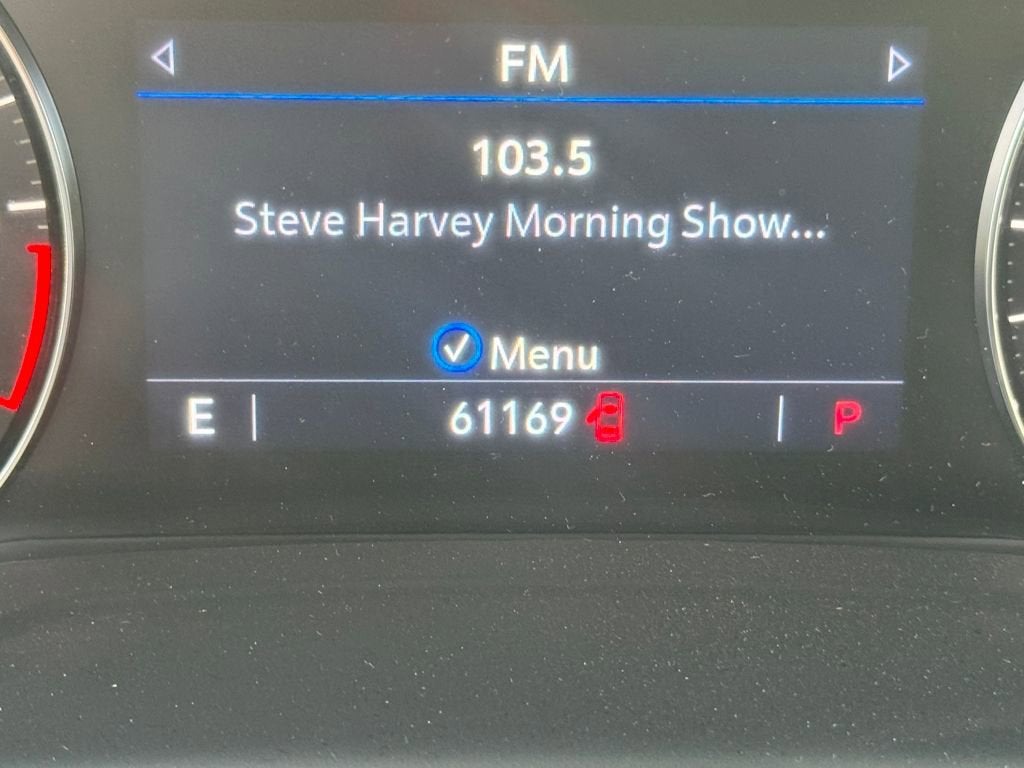 FM
103.5
Steve Harvey Morning Show...
Menu
E 61169 P